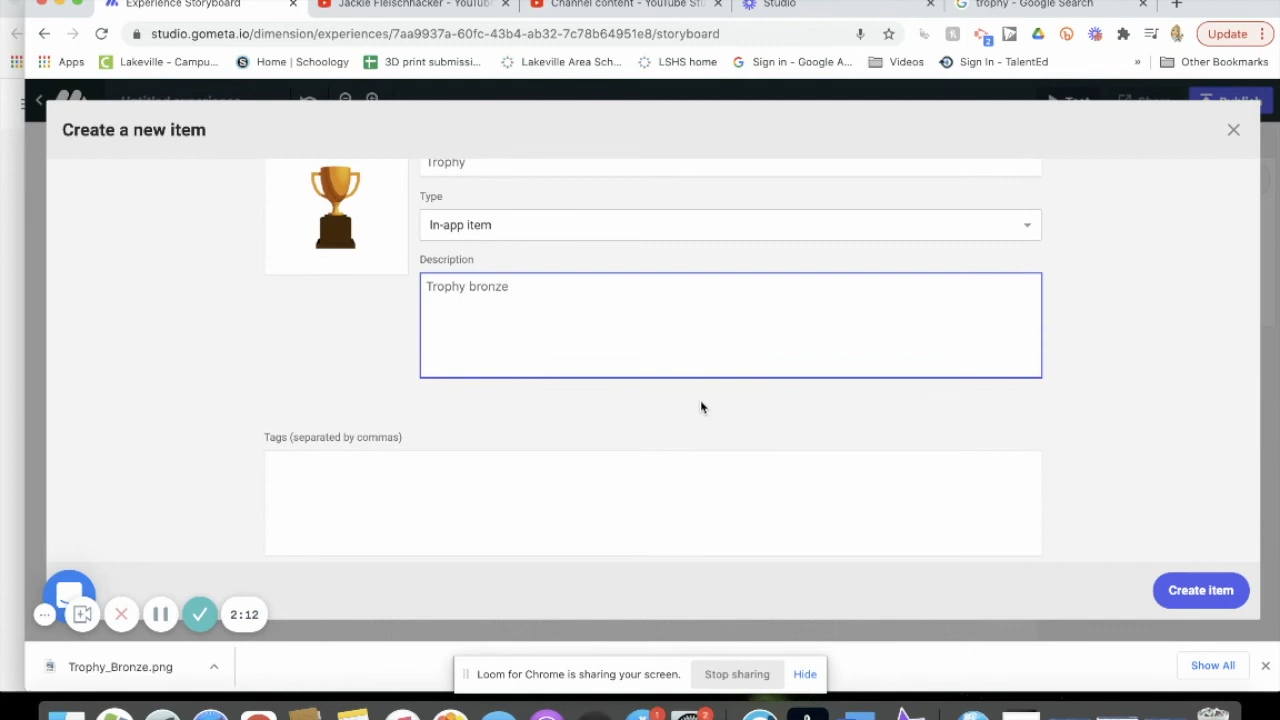 Experience Storyboard
Jackie Fleischhacker - YouTube
Channel content - YouTube Stu
Studio
trophy - Google Search
studio.gometa.io/dimension/experiences/7aa9937a-60fc-43b4-ab32-7c78b64951e8/storyboard
2
Update
Apps
Lakeville - Campu...
Home | Schoology
3D print submissi...
Lakeville Area Sch...
LSHS home
Sign in - Google A...
Videos
Sign In - TalentEd
»
Other Bookmarks
Untitled experience
Test
Share
Publish
Create a new item
Trophy
Type
In-app item
Description
Trophy bronze
Tags (separated by commas)
Create item
2:12
Trophy_Bronze.png
Show All
Loom for Chrome is sharing your screen.
Stop sharing
Hide
1
2